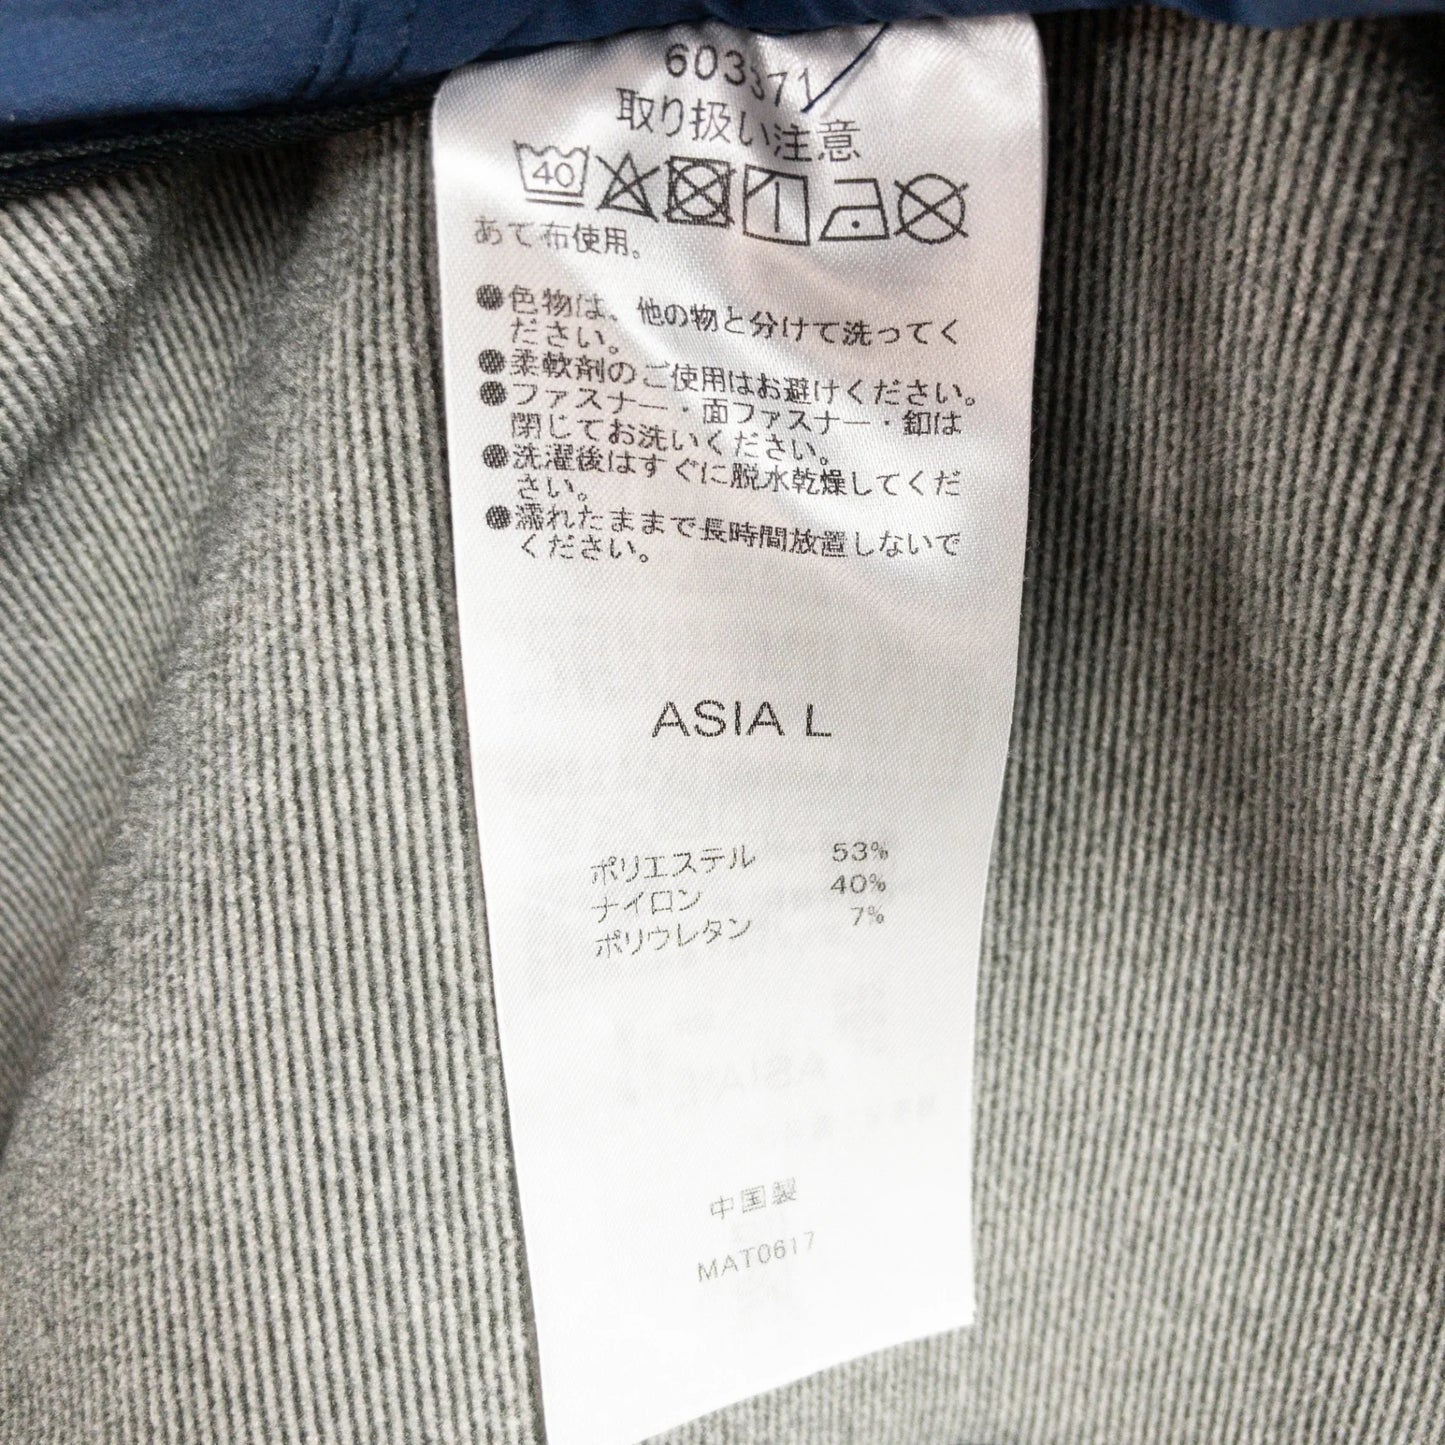 603371
取り扱い注意
40
あて布使用。
●色物は、他の物と分けて洗ってく
ださい。
●柔軟剤のご使用はお避けください。
●ファスナー・面ファスナー・釦は
閉じてお洗いください。
●洗濯後はすぐに脱水乾燥してくだ
さい。
●濡れたままで長時間放置しないで
ください。
ASIA L
ポリエステル 53%
ナイロン 40%
ポリウレタン 7%
中国製
MAT0617